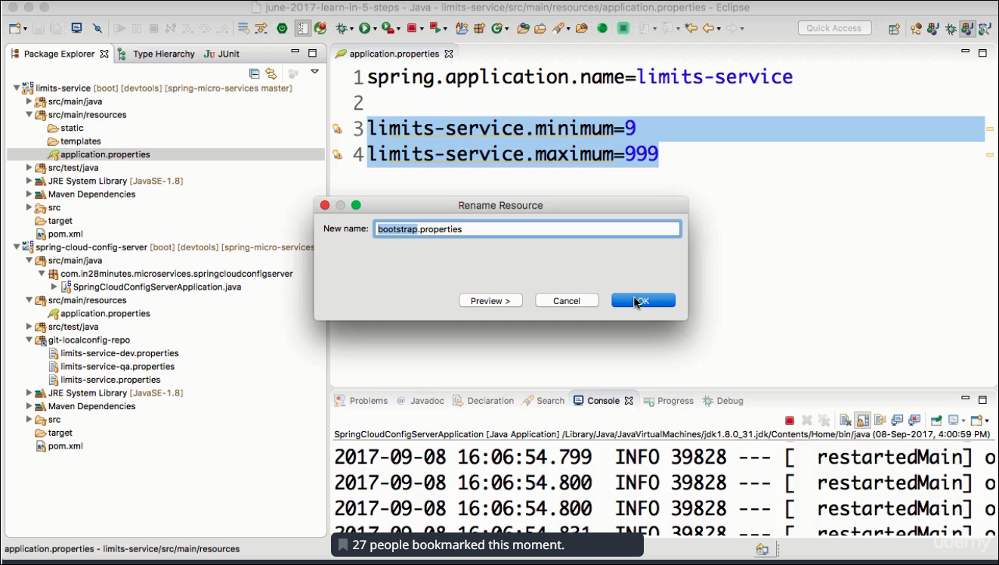 june-2017-learn-in-5-steps - Java - limits-service/src/main/resources/application.properties - Eclipse
Quick Access
Package Explorer
Type Hierarchy
JUnit
limits-service [boot] [devtools] [spring-micro-services master]
src/main/java
src/main/resources
static
templates
application.properties
src/test/java
JRE System Library [JavaSE-1.8]
Maven Dependencies
src
target
pom.xml
spring-cloud-config-server [boot] [devtools] [spring-micro-services
src/main/java
com.in28minutes.microservices.springcloudconfigserver
SpringCloudConfigServerApplication.java
src/main/resources
application.properties
src/test/java
git-localconfig-repo
limits-service-dev.properties
limits-service-qa.properties
limits-service.properties
JRE System Library [JavaSE-1.8]
Maven Dependencies
src
target
pom.xml
application.properties
1 spring.application.name=limits-service
2
3 limits-service.minimum=9
4 limits-service.maximum=999
Rename Resource
New name: bootstrap.properties
Preview >
Cancel
OK
Problems
@ Javadoc
Declaration
Search
Console
Progress
Debug
SpringCloudConfigServerApplication [Java Application] /Library/Java/JavaVirtualMachines/jdk1.8.0_31.jdk/Contents/Home/bin/java (08-Sep-2017, 4:00:59 PM)
2017-09-08 16:06:54.799 INFO 39828 --- [ restartedMain] o
2017-09-08 16:06:54.800 INFO 39828 --- [ restartedMain] o
2017-09-08 16:06:54.800 INFO 39828 --- [ restartedMain] o
2017-09-08 16:06:54.831 INFO 39828 --- [ restartedMain] o
application.properties - limits-service/src/main/resources
27 people bookmarked this moment.
udemy